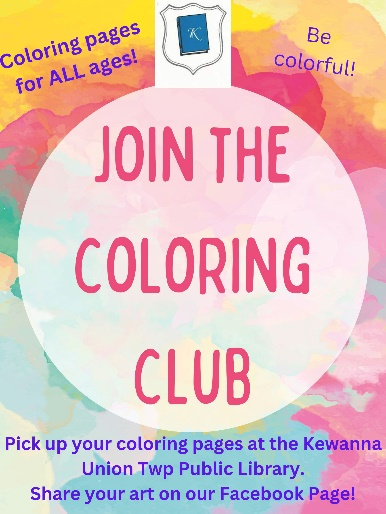 Coloring pages
for ALL ages!
Be
colorful!
K
JOIN THE
COLORING
CLUB
Pick up your coloring pages at the Kewanna
Union Twp Public Library.
Share your art on our Facebook Page!